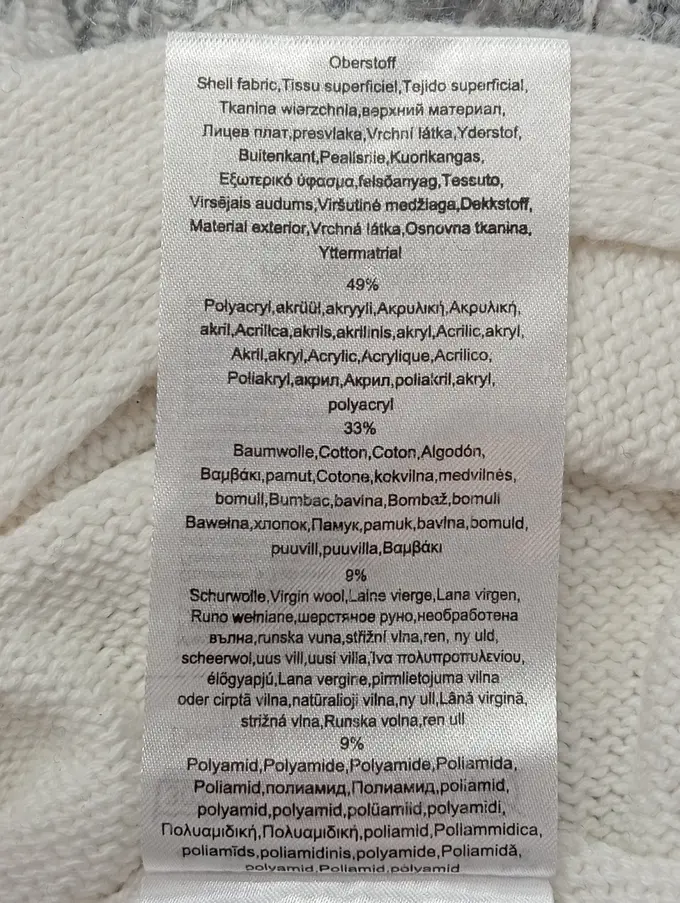 Oberstoff
Shell fabric,Tissu superficiel,Tejido superficial,
Tkanina wierzchnia,верхний материал,
Лицев плат,presvlaka,Vrchní látka,Yderstof,
Buitenkant,Pealisriie,Kuorikangas,
Εξωτερικό ύφασμα,felsőanyag,Tessuto,
Virsējais audums,Viršutinė medžiaga,Dekkstoff,
Material exterior,Vrchná látka,Osnovna tkanina,
Yttermatrial
49%
Polyacryl,akrüül,akryyli,Ακρυλική,Ακρυλική,
akril,Acrilica,akrils,akrilinis,akryl,Acrilic,akryl,
Akril,akryl,Acrylic,Acrylique,Acrilico,
Poliakryl,акрил,Акрил,poliakril,akryl,
polyacryl
33%
Baumwolle,Cotton,Coton,Algodón,
Βαμβάκι,pamut,Cotone,kokvilna,medvilnės,
bomull,Bumbac,bavlna,Bombaž,bomull
Bawełna,хлопок,Памук,pamuk,bavlna,bomuld,
puuvill,puuvilla,Βαμβάκι
9%
Schurwolle,Virgin wool,Laine vierge,Lana virgen,
Runo wełniane,шерстяное руно,необработена
вълна,runska vuna,střižní vlna,ren, ny uld,
scheerwol,uus vill,uusi villa,Ίνα πολυπροπυλενίου,
élőgyapjú,Lana vergine,pirmlietojuma vilna
oder cirptā vilna,natūralioji vilna,ny ull,Lână virgină,
strižná vlna,Runska volna,ren ull
9%
Polyamid,Polyamide,Polyamide,Poliamida,
Poliamid,полиамид,Полиамид,poliamid,
polyamid,polyamid,polüamiid,polyamidi,
Πολυαμιδική,Πολυαμιδική,poliamid,Poliammidica,
poliamīds,poliamidinis,polyamide,Poliamidă,
polyamid,Poliamid,polyamid